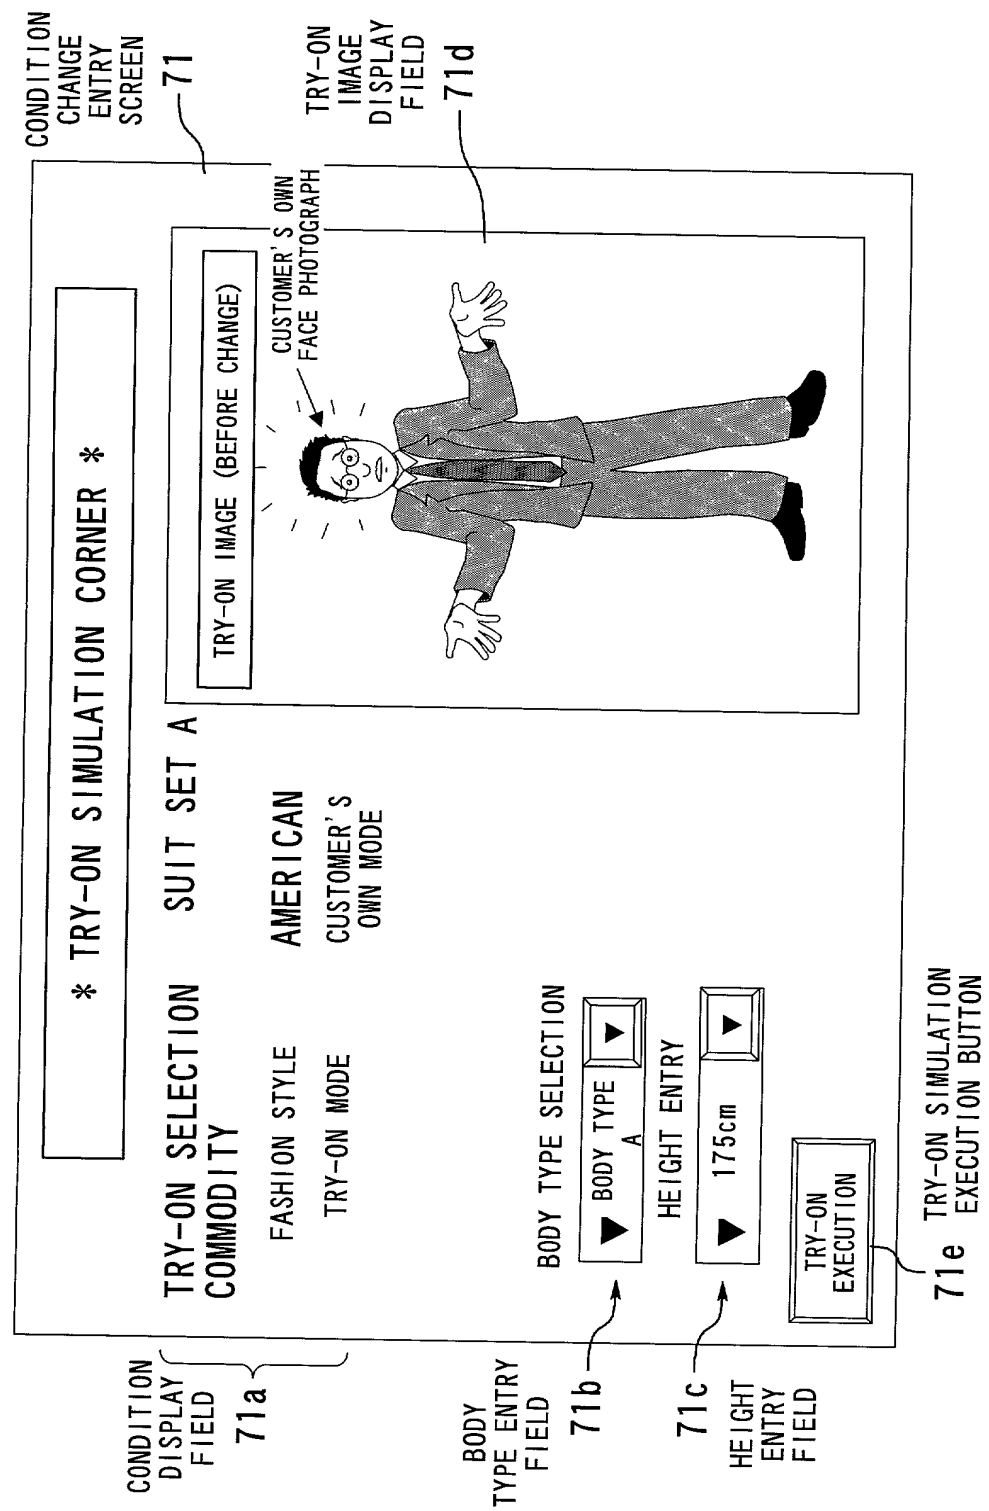 CONDITION
CHANGE
ENTRY
SCREEN
71
* TRY-ON SIMULATION CORNER *
CONDITION
DISPLAY
FIELD
71a
TRY-ON SELECTION
COMMODITY
SUIT SET A
FASHION STYLE
AMERICAN
TRY-ON MODE
CUSTOMER'S
OWN MODE
TRY-ON IMAGE (BEFORE CHANGE)
CUSTOMER'S OWN
FACE PHOTOGRAPH
TRY-ON
IMAGE
DISPLAY
FIELD
71d
BODY
TYPE ENTRY
FIELD
71b
BODY TYPE SELECTION
▼ BODY TYPE ▼
A
HEIGHT ENTRY
▼ 175cm ▼
71c
HEIGHT
ENTRY
FIELD
TRY-ON
EXECUTION
71e
TRY-ON SIMULATION
EXECUTION BUTTON